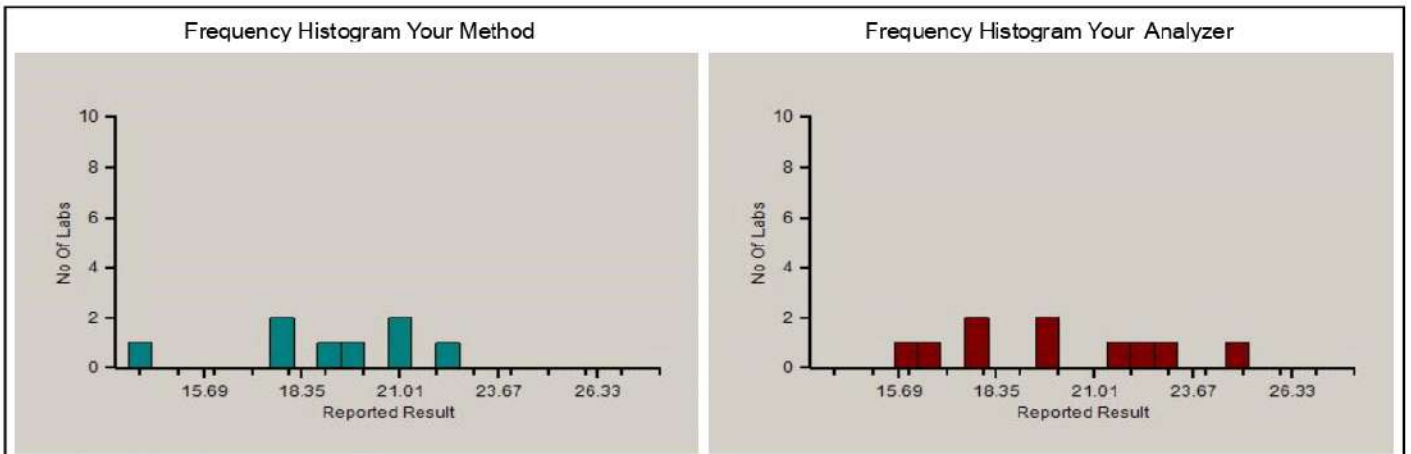 Frequency Histogram Your Method
10
8
6
4
2
0
No Of Labs
15.69 18.35 21.01 23.67 26.33
Reported Result
Frequency Histogram Your Analyzer
10
8
6
4
2
0
No Of Labs
15.69 18.35 21.01 23.67 26.33
Reported Result